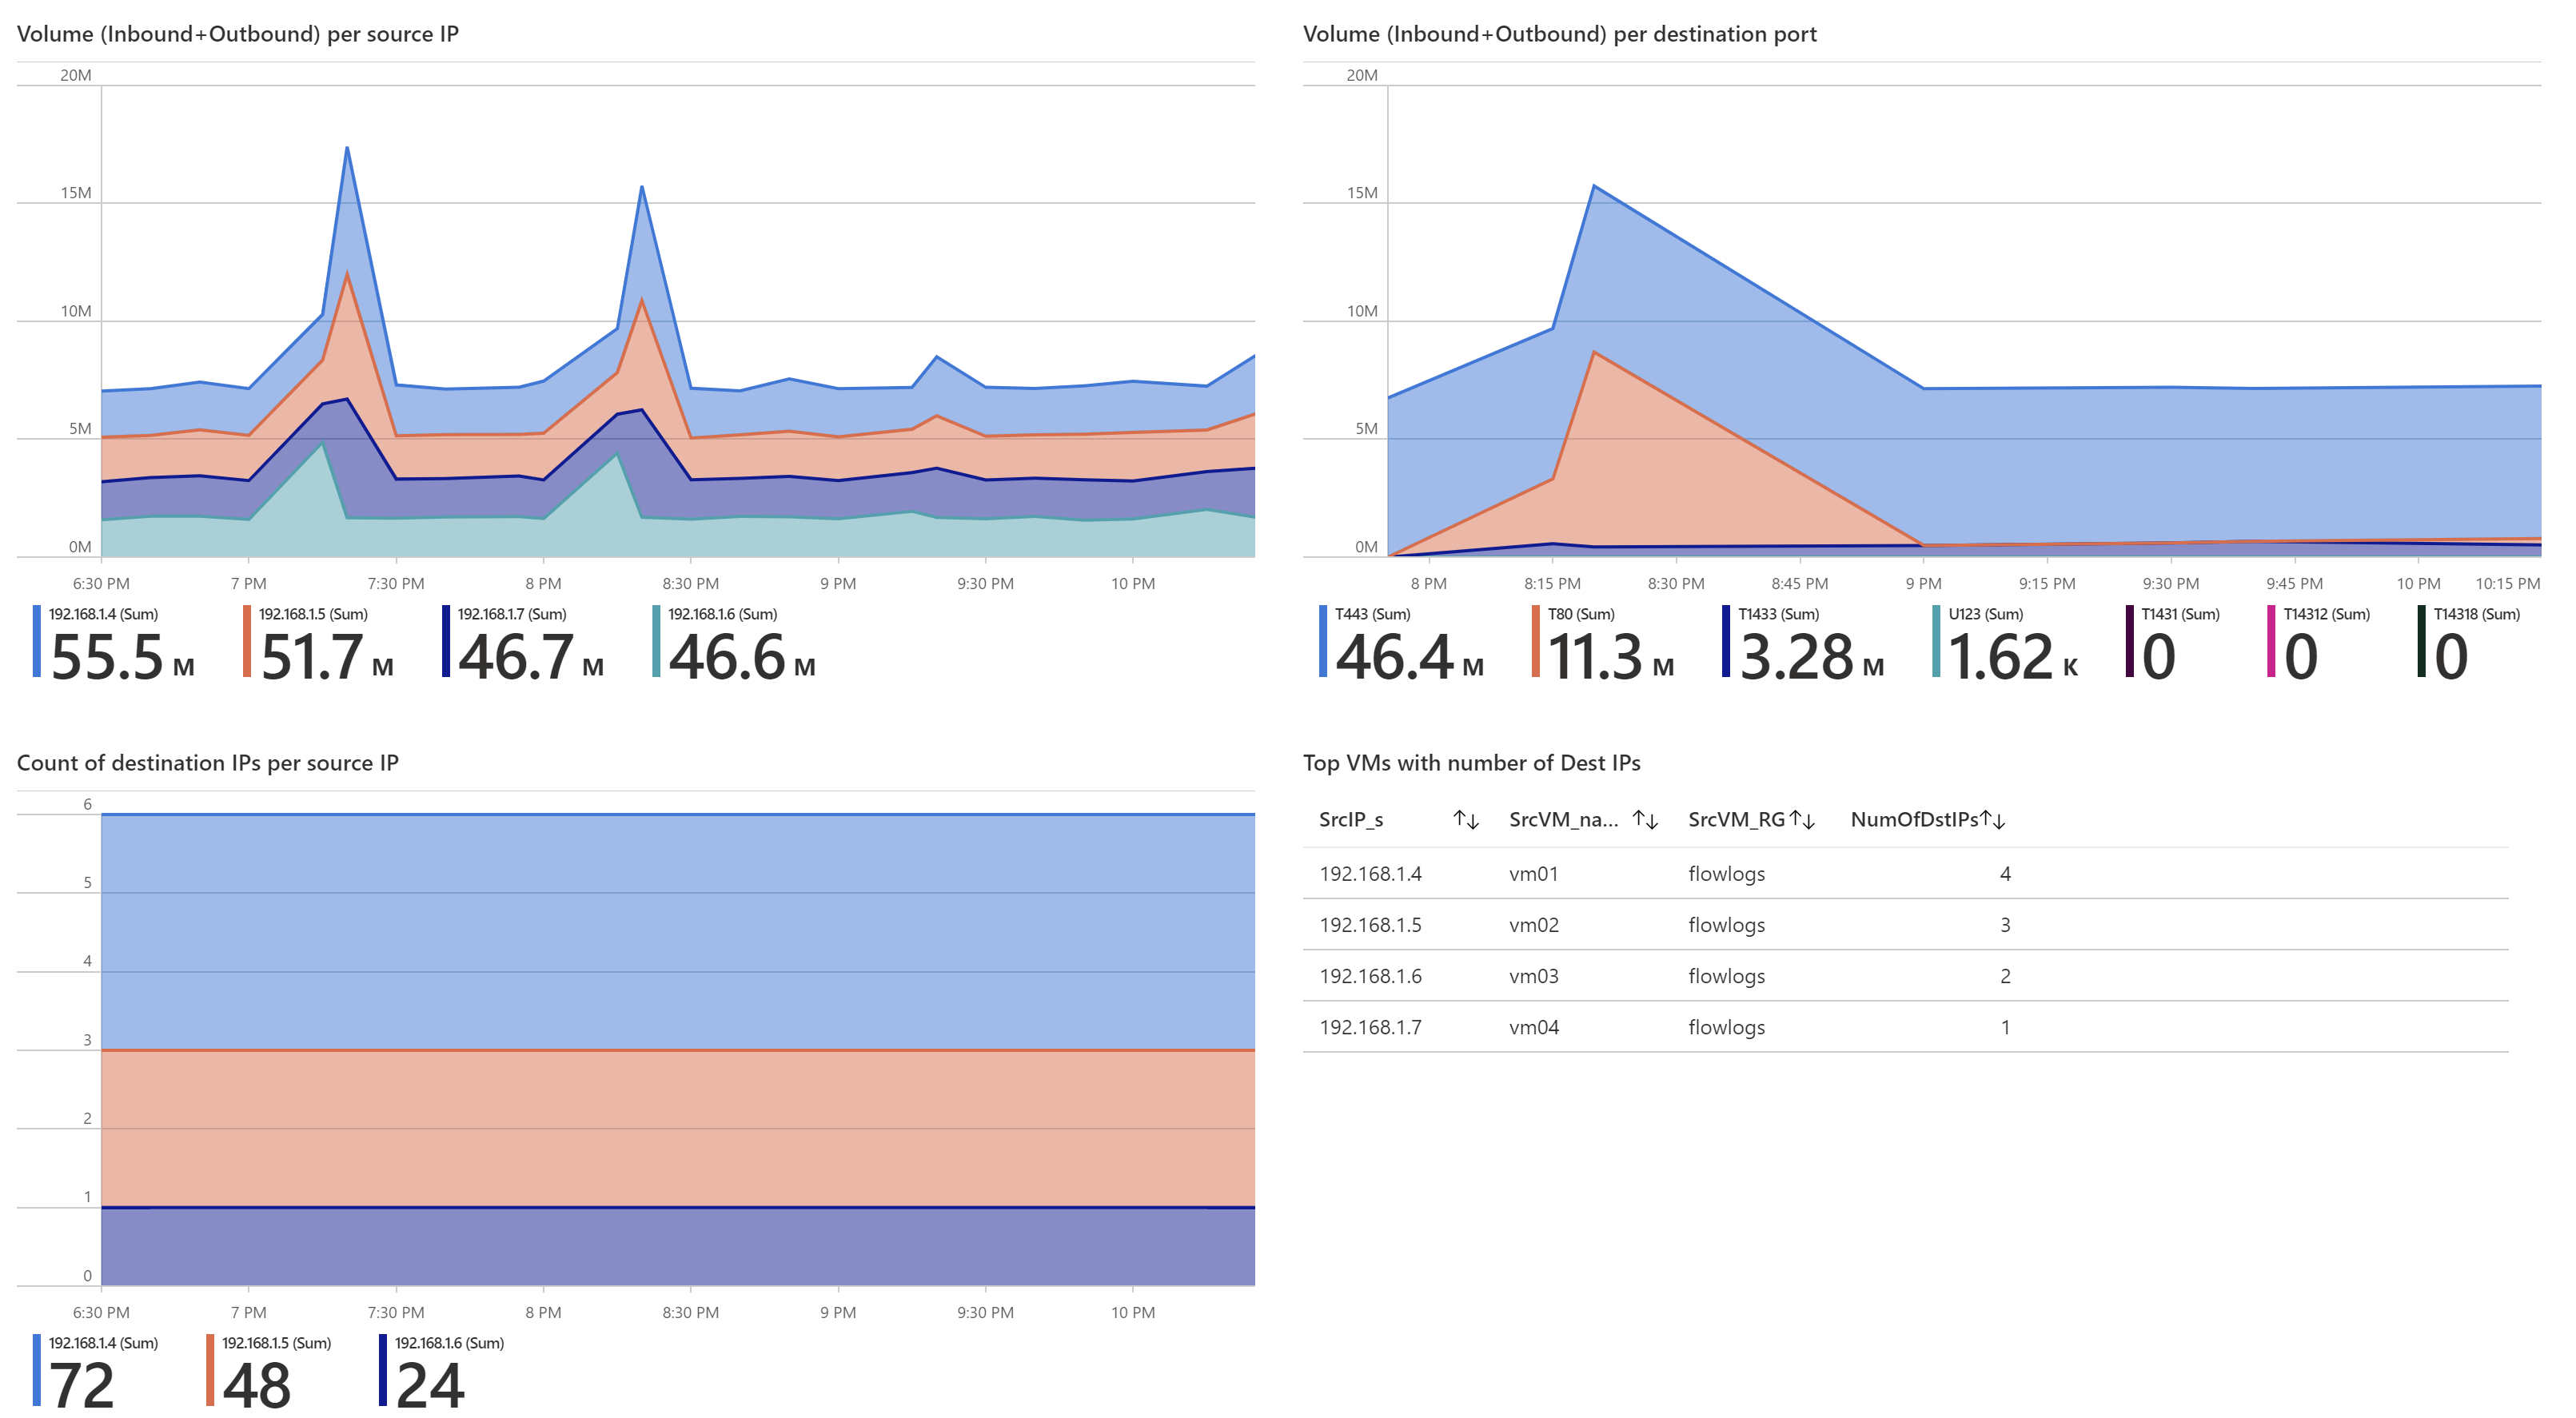 Volume (Inbound+Outbound) per source IP
20M
15M
10M
5M
0M
6:30 PM 7 PM 7:30 PM 8 PM 8:30 PM 9 PM 9:30 PM 10 PM
192.168.1.4 (Sum) 192.168.1.5 (Sum) 192.168.1.7 (Sum) 192.168.1.6 (Sum)
55.5 M 51.7 M 46.7 M 46.6 M
Volume (Inbound+Outbound) per destination port
20M
15M
10M
5M
0M
8 PM 8:15 PM 8:30 PM 8:45 PM 9 PM 9:15 PM 9:30 PM 9:45 PM 10 PM 10:15 PM
T443 (Sum) T80 (Sum) T1433 (Sum) U123 (Sum) T1431 (Sum) T14312 (Sum) T14318 (Sum)
46.4 M 11.3 M 3.28 M 1.62 K 0 0 0
Count of destination IPs per source IP
6
5
4
3
2
1
0
6:30 PM 7 PM 7:30 PM 8 PM 8:30 PM 9 PM 9:30 PM 10 PM
192.168.1.4 (Sum) 192.168.1.5 (Sum) 192.168.1.6 (Sum)
72 48 24
Top VMs with number of Dest IPs
SrcIP_s ↑↓ SrcVM_na... ↑↓ SrcVM_RG↑↓ NumOfDstIPs↑↓
192.168.1.4 vm01 flowlogs 4
192.168.1.5 vm02 flowlogs 3
192.168.1.6 vm03 flowlogs 2
192.168.1.7 vm04 flowlogs 1